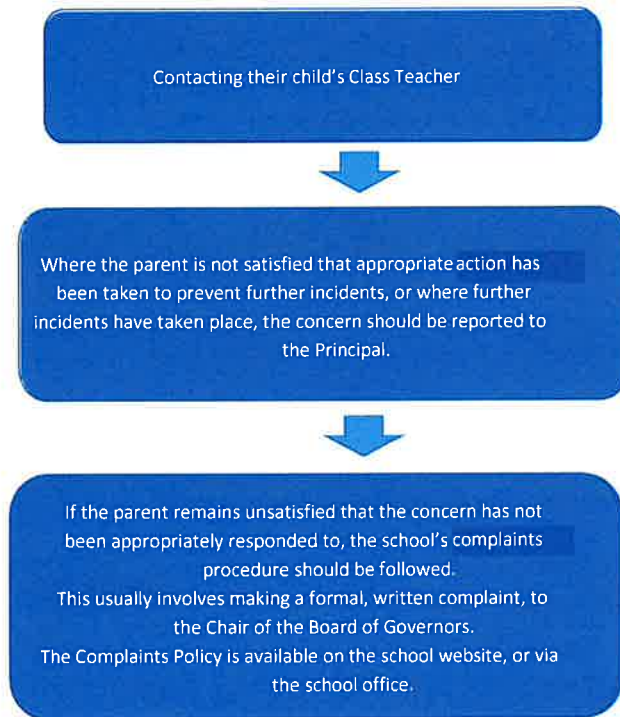 Contacting their child's Class Teacher
Where the parent is not satisfied that appropriate action has
been taken to prevent further incidents, or where further
incidents have taken place, the concern should be reported to
the Principal.
If the parent remains unsatisfied that the concern has not
been appropriately responded to, the school's complaints
procedure should be followed.
This usually involves making a formal, written complaint, to
the Chair of the Board of Governors.
The Complaints Policy is available on the school website, or via
the school office.